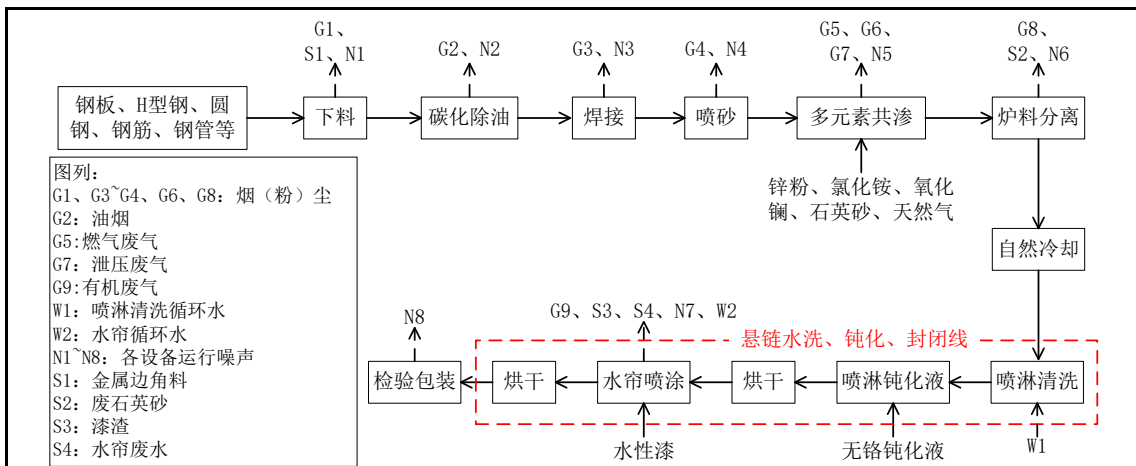 G1、
S1、N1
G2、N2
G3、N3
G4、N4
G5、G6、
G7、N5
G8、
S2、N6
钢板、H型钢、圆
钢、钢筋、钢管等
下料
碳化除油
焊接
喷砂
多元素共渗
炉料分离
锌粉、氯化铵、氧化
镧、石英砂、天然气
自然冷却
图列：
G1、G3~G4、G6、G8：烟（粉）尘
G2：油烟
G5:燃气废气
G7：泄压废气
G9:有机废气
W1：喷淋清洗循环水
W2：水帘循环水
N1~N8：各设备运行噪声
S1：金属边角料
S2：废石英砂
S3：漆渣
S4：水帘废水
N8
G9、S3、S4、N7、W2
悬链水洗、钝化、封闭线
检验包装
烘干
水帘喷涂
烘干
喷淋钝化液
喷淋清洗
水性漆
无铬钝化液
W1